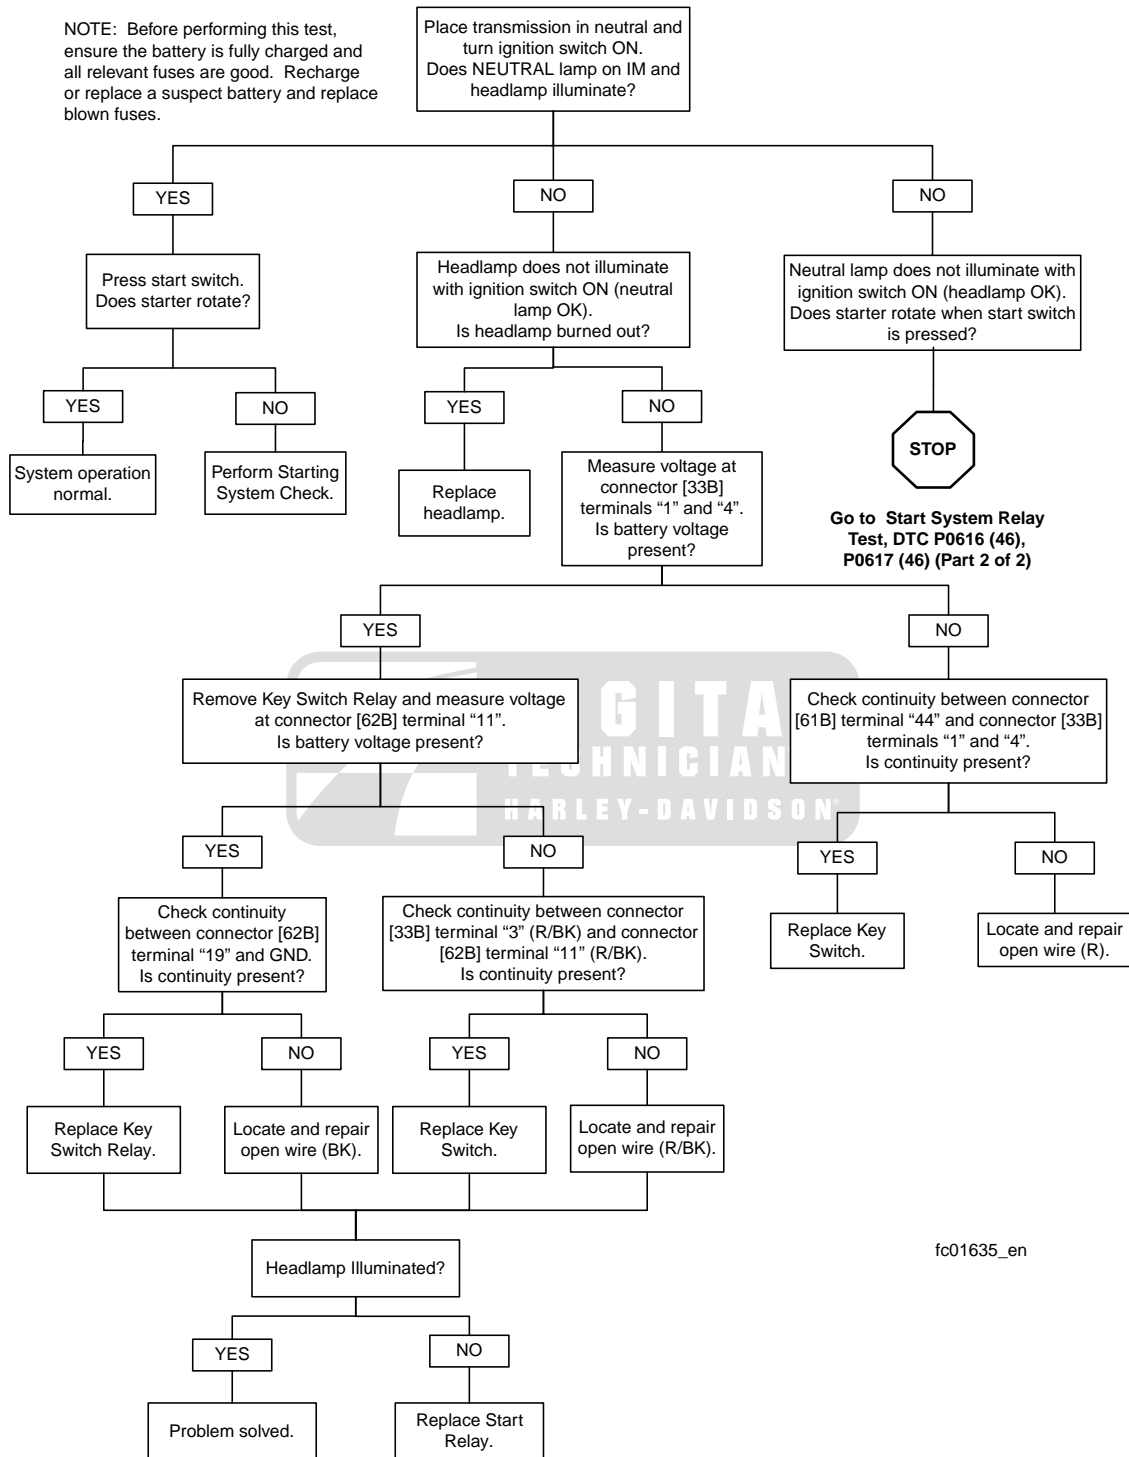 NOTE: Before performing this test,
ensure the battery is fully charged and
all relevant fuses are good. Recharge
or replace a suspect battery and replace
blown fuses.
Place transmission in neutral and
turn ignition switch ON.
Does NEUTRAL lamp on IM and
headlamp illuminate?
YES
NO
NO
Press start switch.
Does starter rotate?
Headlamp does not illuminate
with ignition switch ON (neutral
lamp OK).
Is headlamp burned out?
Neutral lamp does not illuminate with
ignition switch ON (headlamp OK).
Does starter rotate when start switch
is pressed?
YES
NO
YES
NO
STOP
System operation
normal.
Perform Starting
System Check.
Replace
headlamp.
Measure voltage at
connector [33B]
terminals “1” and “4”.
Is battery voltage
present?
Go to Start System Relay
Test, DTC P0616 (46),
P0617 (46) (Part 2 of 2)
YES
NO
Remove Key Switch Relay and measure voltage
at connector [62B] terminal “11”.
Is battery voltage present?
Check continuity between connector
[61B] terminal “44” and connector [33B]
terminals “1” and “4”.
Is continuity present?
GITA
TECHNICIAN
HARLEY-DAVIDSON®
YES
NO
YES
NO
Check continuity
between connector [62B]
terminal “19” and GND.
Is continuity present?
Check continuity between connector
[33B] terminal “3” (R/BK) and connector
[62B] terminal “11” (R/BK).
Is continuity present?
Replace Key
Switch.
Locate and repair
open wire (R).
YES
NO
YES
NO
Replace Key
Switch Relay.
Locate and repair
open wire (BK).
Replace Key
Switch.
Locate and repair
open wire (R/BK).
Headlamp Illuminated?
fc01635_en
YES
NO
Problem solved.
Replace Start
Relay.